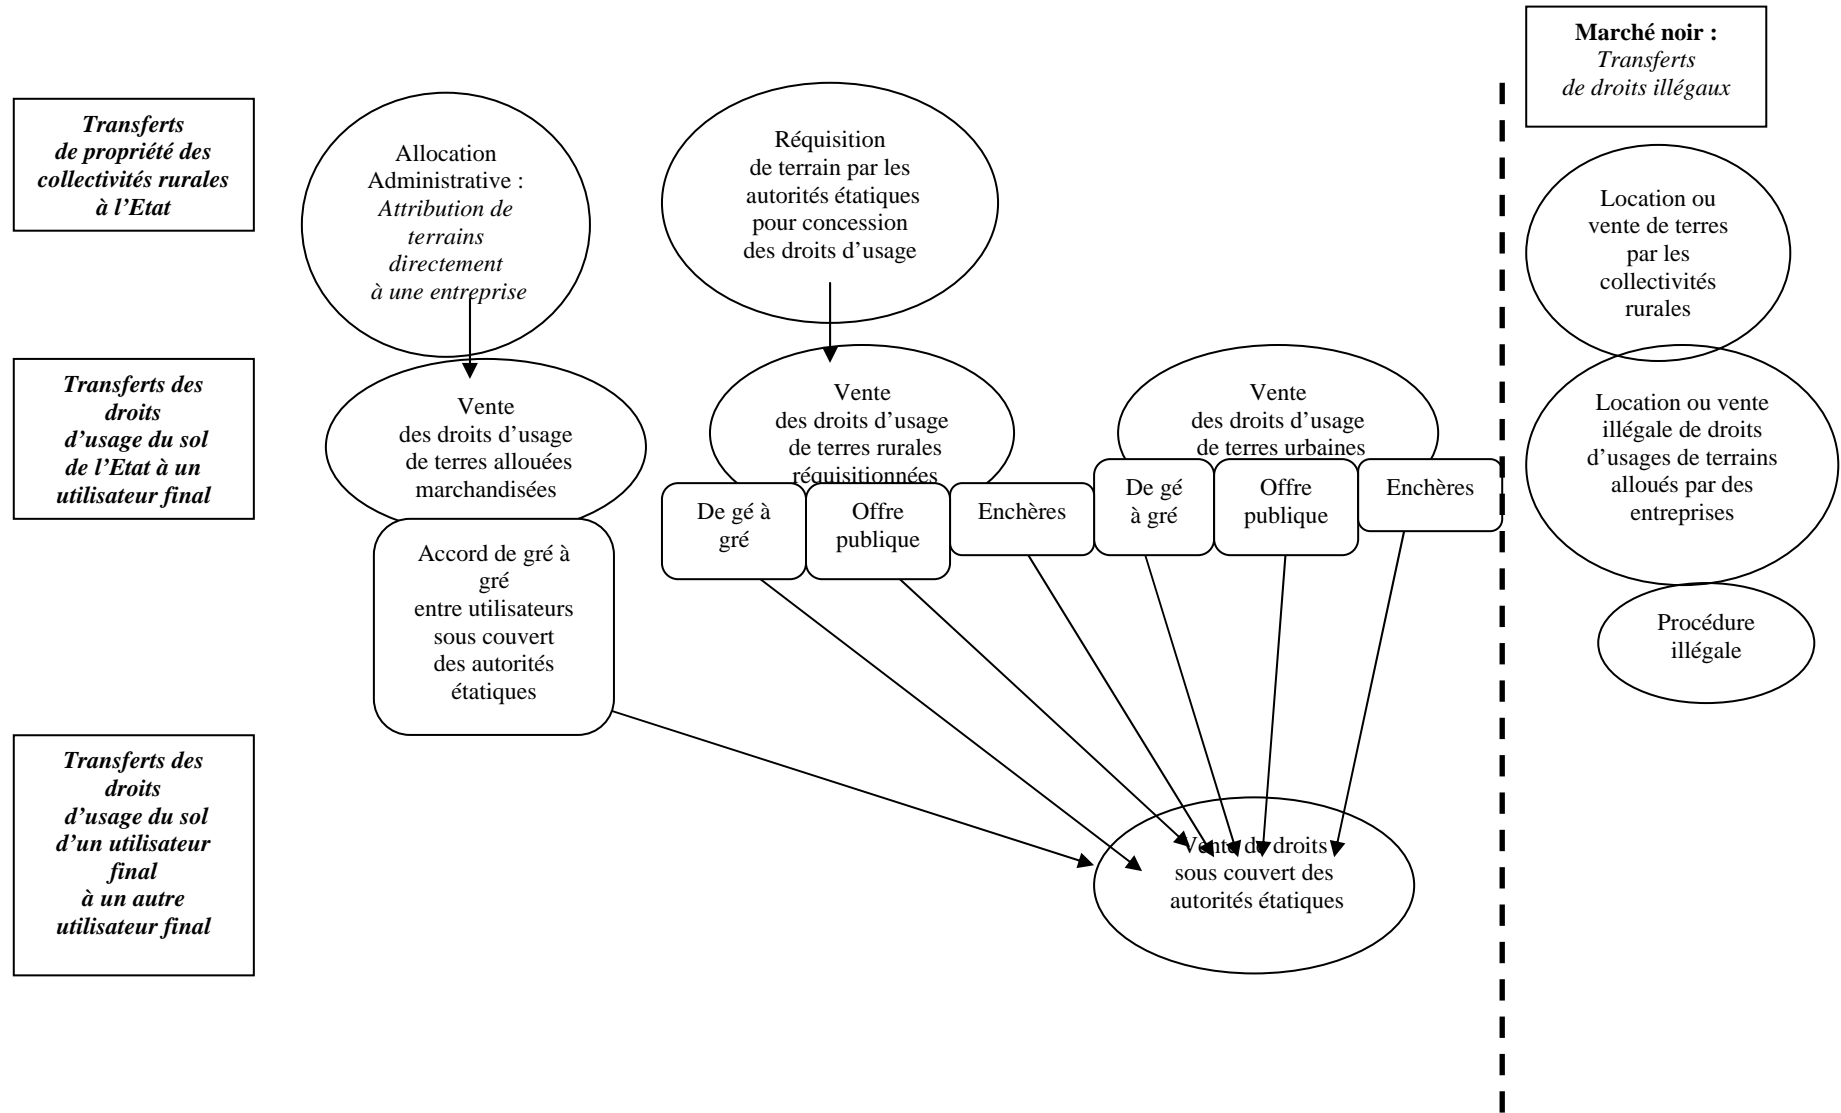 Marché noir :
Transferts
de droits illégaux
Transferts
de propriété des
collectivités rurales
à l’Etat
Allocation
Administrative :
Attribution de
terrains
directement
à une entreprise
Réquisition
de terrain par les
autorités étatiques
pour concession
des droits d’usage
Location ou
vente de terres
par les
collectivités
rurales
Transferts des
droits
d’usage du sol
de l’Etat à un
utilisateur final
Vente
des droits d’usage
de terres allouées
marchandisées
Vente
des droits d’usage
de terres rurales
réquisitionnées
Vente
des droits d’usage
de terres urbaines
Location ou vente
illégale de droits
d’usages de terrains
alloués par des
entreprises
De gé à
gré
Offre
publique
Enchères
De gé
à gré
Offre
publique
Enchères
Accord de gré à
gré
entre utilisateurs
sous couvert
des autorités
étatiques
Procédure
illégale
Transferts des
droits
d’usage du sol
d’un utilisateur
final
à un autre
utilisateur final
Vente de droits
sous couvert des
autorités étatiques